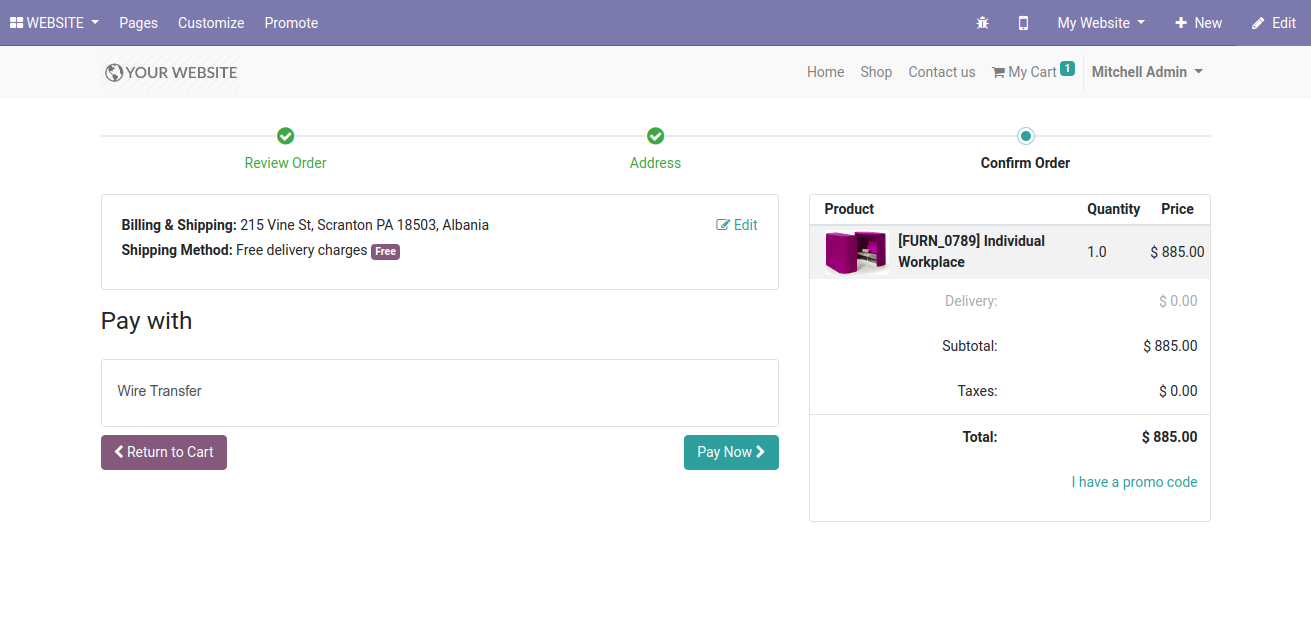 WEBSITE Pages Customize Promote My Website New Edit
YOUR WEBSITE Home Shop Contact us My Cart 1 Mitchell Admin
Review Order Address Confirm Order
Billing & Shipping: 215 Vine St, Scranton PA 18503, Albania Edit
Shipping Method: Free delivery charges Free
Pay with
Wire Transfer
Return to Cart Pay Now
Product Quantity Price
[FURN_0789] Individual
Workplace 1.0 $ 885.00
Delivery: $ 0.00
Subtotal: $ 885.00
Taxes: $ 0.00
Total: $ 885.00
I have a promo code